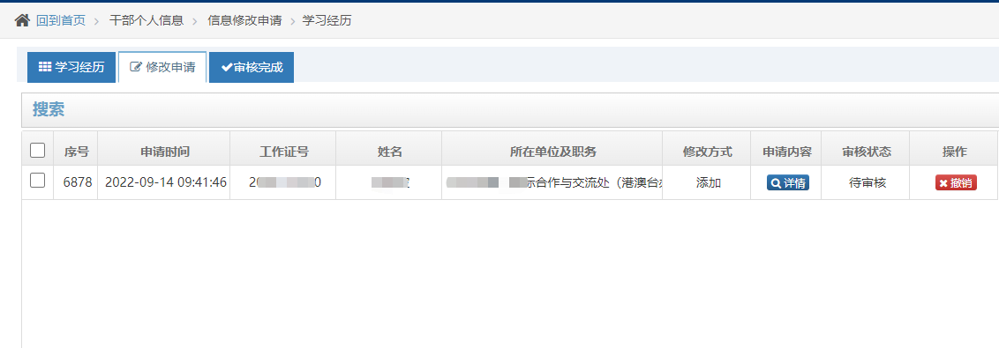 回到首页 > 干部个人信息 > 信息修改申请 > 学习经历
学习经历 修改申请 审核完成
搜索
序号 申请时间 工作证号 姓名 所在单位及职务 修改方式 申请内容 审核状态 操作
6878 2022-09-14 09:41:46 2 0 际合作与交流处（港澳台办 添加 详情 待审核 撤销